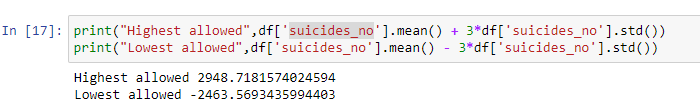 In [17]: print("Highest allowed",df['suicides_no'].mean() + 3*df['suicides_no'].std())
print("Lowest allowed",df['suicides_no'].mean() - 3*df['suicides_no'].std())
Highest allowed 2948.7181574024594
Lowest allowed -2463.5693435994403